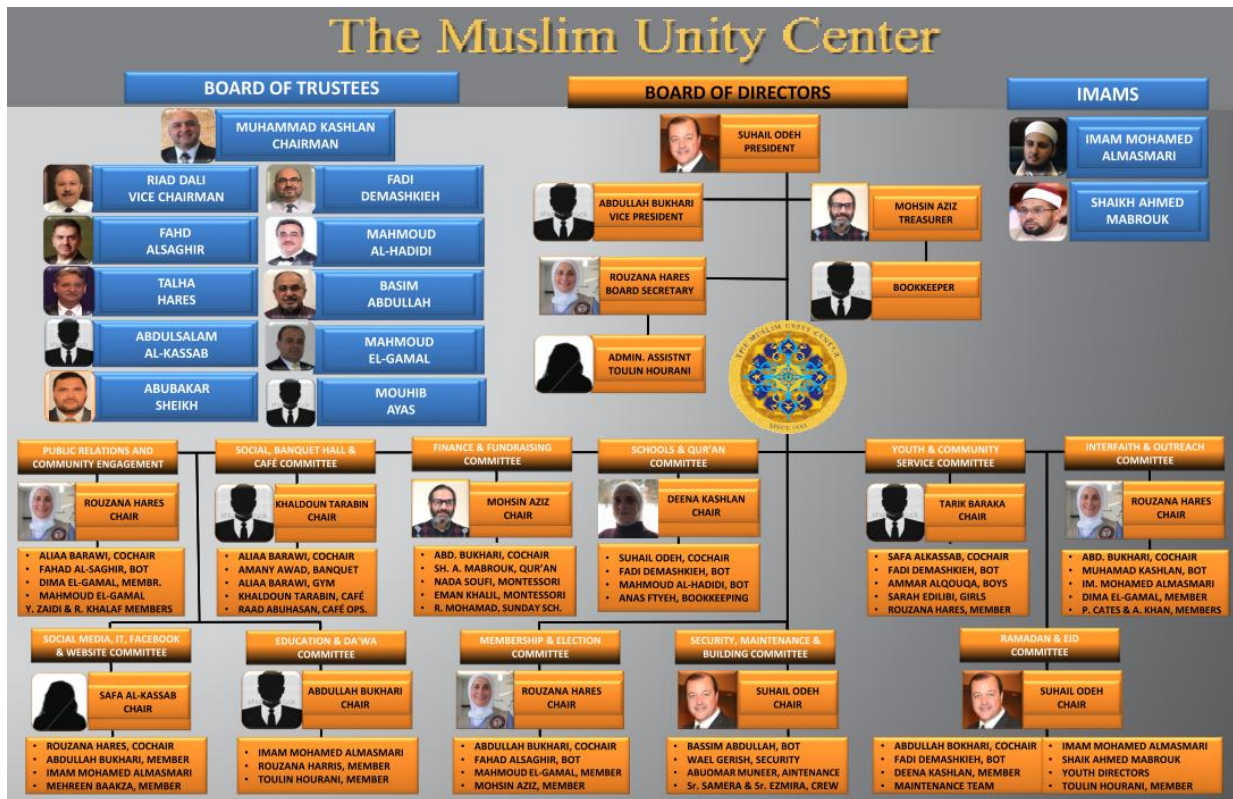 The Muslim Unity Center
BOARD OF TRUSTEES
MUHAMMAD KASHLAN
CHAIRMAN
RIAD DALI
VICE CHAIRMAN
FADI
DEMASHKIEH
FAHD
ALSAGHIR
MAHMOUD
AL-HADIDI
TALHA
HARES
BASIM
ABDULLAH
ABDULSALAM
AL-KASSAB
MAHMOUD
EL-GAMAL
ABUBAKAR
SHEIKH
MOUHIB
AYAS
BOARD OF DIRECTORS
SUHAIL ODEH
PRESIDENT
ABDULLAH BUKHARI
VICE PRESIDENT
MOHSIN AZIZ
TREASURER
ROUZANA HARES
BOARD SECRETARY
BOOKKEEPER
ADMIN. ASSISTNT
TOULIN HOURANI
IMAMS
IMAM MOHAMED
ALMASMARI
SHAIKH AHMED
MABROUK
THE MUSLIM UNITY CENTER
SINCE 1993
PUBLIC RELATIONS AND
COMMUNITY ENGAGEMENT
ROUZANA HARES
CHAIR
• ALIAA BARAWI, COCHAIR
• FAHAD AL-SAGHIR, BOT
• DIMA EL-GAMAL, MEMBR.
• MAHMOUD EL-GAMAL
Y. ZAIDI & R. KHALAF MEMBERS
SOCIAL, BANQUET HALL &
CAFÉ COMMITTEE
KHALDOUN TARABIN
CHAIR
• ALIAA BARAWI, COCHAIR
• AMANY AWAD, BANQUET
• ALIAA BARAWI, GYM
• KHALDOUN TARABIN, CAFÉ
• RAAD ABUHASAN, CAFÉ OPS.
FINANCE & FUNDRAISING
COMMITTEE
MOHSIN AZIZ
CHAIR
• ABD. BUKHARI, COCHAIR
• SH. A. MABROUK, QUR'AN
• NADA SOUFI, MONTESSORI
• EMAN KHALIL, MONTESSORI
• R. MOHAMAD, SUNDAY SCH.
SCHOOLS & QUR'AN
COMMITTEE
DEENA KASHLAN
CHAIR
• SUHAIL ODEH, COCHAIR
• FADI DEMASHKIEH, BOT
• MAHMOUD AL-HADIDI, BOT
• ANAS FTYEH, BOOKKEEPING
YOUTH & COMMUNITY
SERVICE COMMITTEE
TARIK BARAKA
CHAIR
• SAFA ALKASSAB, COCHAIR
• FADI DEMASHKIEH, BOT
• AMMAR ALQOUQA, BOYS
• SARAH EDILIBI, GIRLS
• ROUZANA HARES, MEMBER
INTERFAITH & OUTREACH
COMMITTEE
ROUZANA HARES
CHAIR
• ABD. BUKHARI, COCHAIR
• MUHAMAD KASHLAN, BOT
• IM. MOHAMED ALMASMARI
• DIMA EL-GAMAL, MEMBER
• P. CATES & A. KHAN, MEMBERS
SOCIAL MEDIA, IT, FACEBOOK
& WEBSITE COMMITTEE
SAFA AL-KASSAB
CHAIR
• ROUZANA HARES, COCHAIR
• ABDULLAH BUKHARI, MEMBER
• IMAM MOHAMED ALMASMARI
• MEHREEN BAAKZA, MEMBER
EDUCATION & DA'WA
COMMITTEE
ABDULLAH BUKHARI
CHAIR
• IMAM MOHAMED ALMASMARI
• ROUZANA HARRIS, MEMBER
• TOULIN HOURANI, MEMBER
MEMBERSHIP & ELECTION
COMMITTEE
ROUZANA HARES
CHAIR
• ABDULLAH BUKHARI, COCHAIR
• FAHAD ALSAGHIR, BOT
• MAHMOUD EL-GAMAL, MEMBER
• MOHSIN AZIZ, MEMBER
SECURITY, MAINTENANCE &
BUILDING COMMITTEE
SUHAIL ODEH
CHAIR
• BASSIM ABDULLAH, BOT
• WAEL GERISH, SECURITY
• ABUOMAR MUNEER, AINTENANCE
• Sr. SAMERA & Sr. EZMIRA, CREW
RAMADAN & EID
COMMITTEE
SUHAIL ODEH
CHAIR
• ABDULLAH BOKHARI, COCHAIR
• FADI DEMASHKIEH, BOT
• DEENA KASHLAN, MEMBER
• MAINTENANCE TEAM
• IMAM MOHAMED ALMASMARI
• SHAIK AHMED MABROUK
• YOUTH DIRECTORS
• TOULIN HOURANI, MEMBER